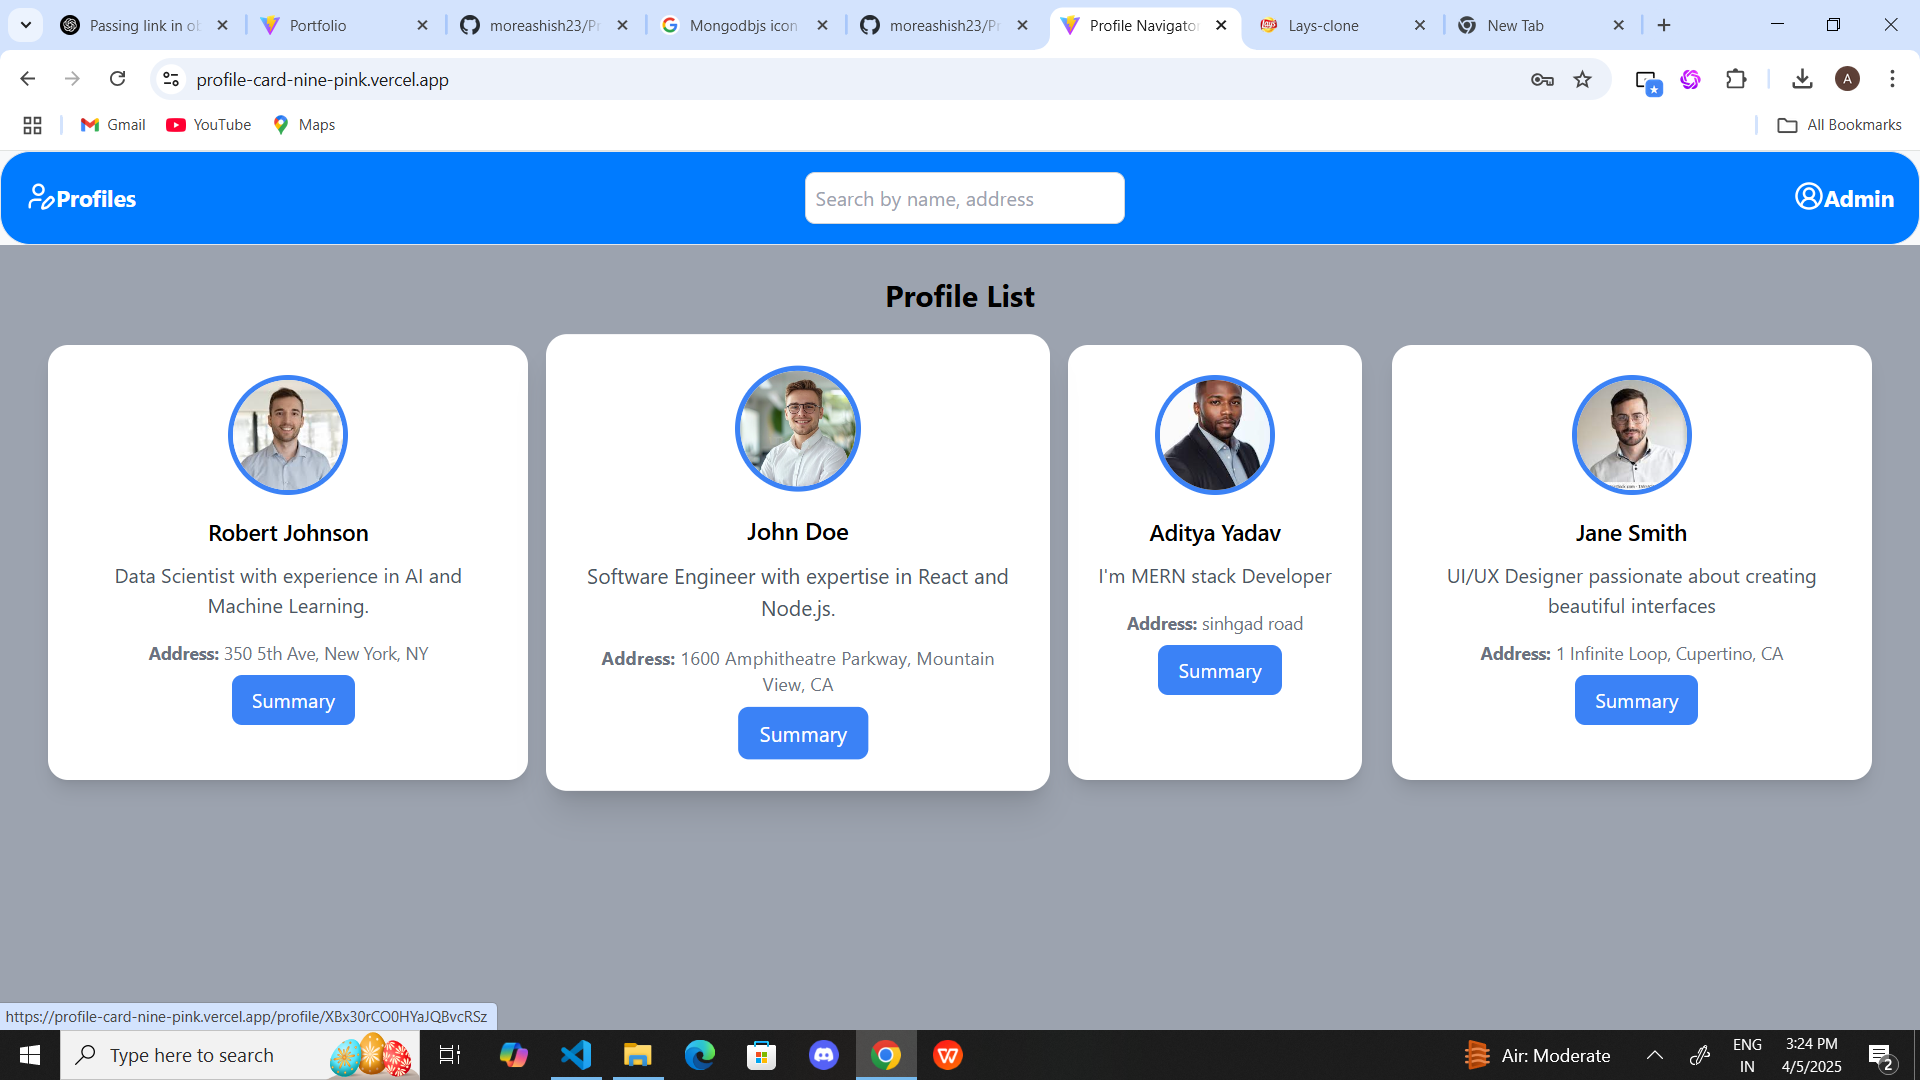 Passing link in ob
Portfolio
moreashish23/Pr
Mongodbjs icon
moreashish23/Pr
Profile Navigator
Lays-clone
New Tab
profile-card-nine-pink.vercel.app
A
Gmail
YouTube
Maps
All Bookmarks
Profiles
Search by name, address
Admin
Profile List
Robert Johnson
Data Scientist with experience in AI and
Machine Learning.
Address: 350 5th Ave, New York, NY
Summary
John Doe
Software Engineer with expertise in React and
Node.js.
Address: 1600 Amphitheatre Parkway, Mountain
View, CA
Summary
Aditya Yadav
I'm MERN stack Developer
Address: sinhgad road
Summary
Jane Smith
UI/UX Designer passionate about creating
beautiful interfaces
Address: 1 Infinite Loop, Cupertino, CA
Summary
https://profile-card-nine-pink.vercel.app/profile/XBx30rCO0HYaJQBvcRSz
Type here to search
Air: Moderate
ENG
IN
3:24 PM
4/5/2025
2